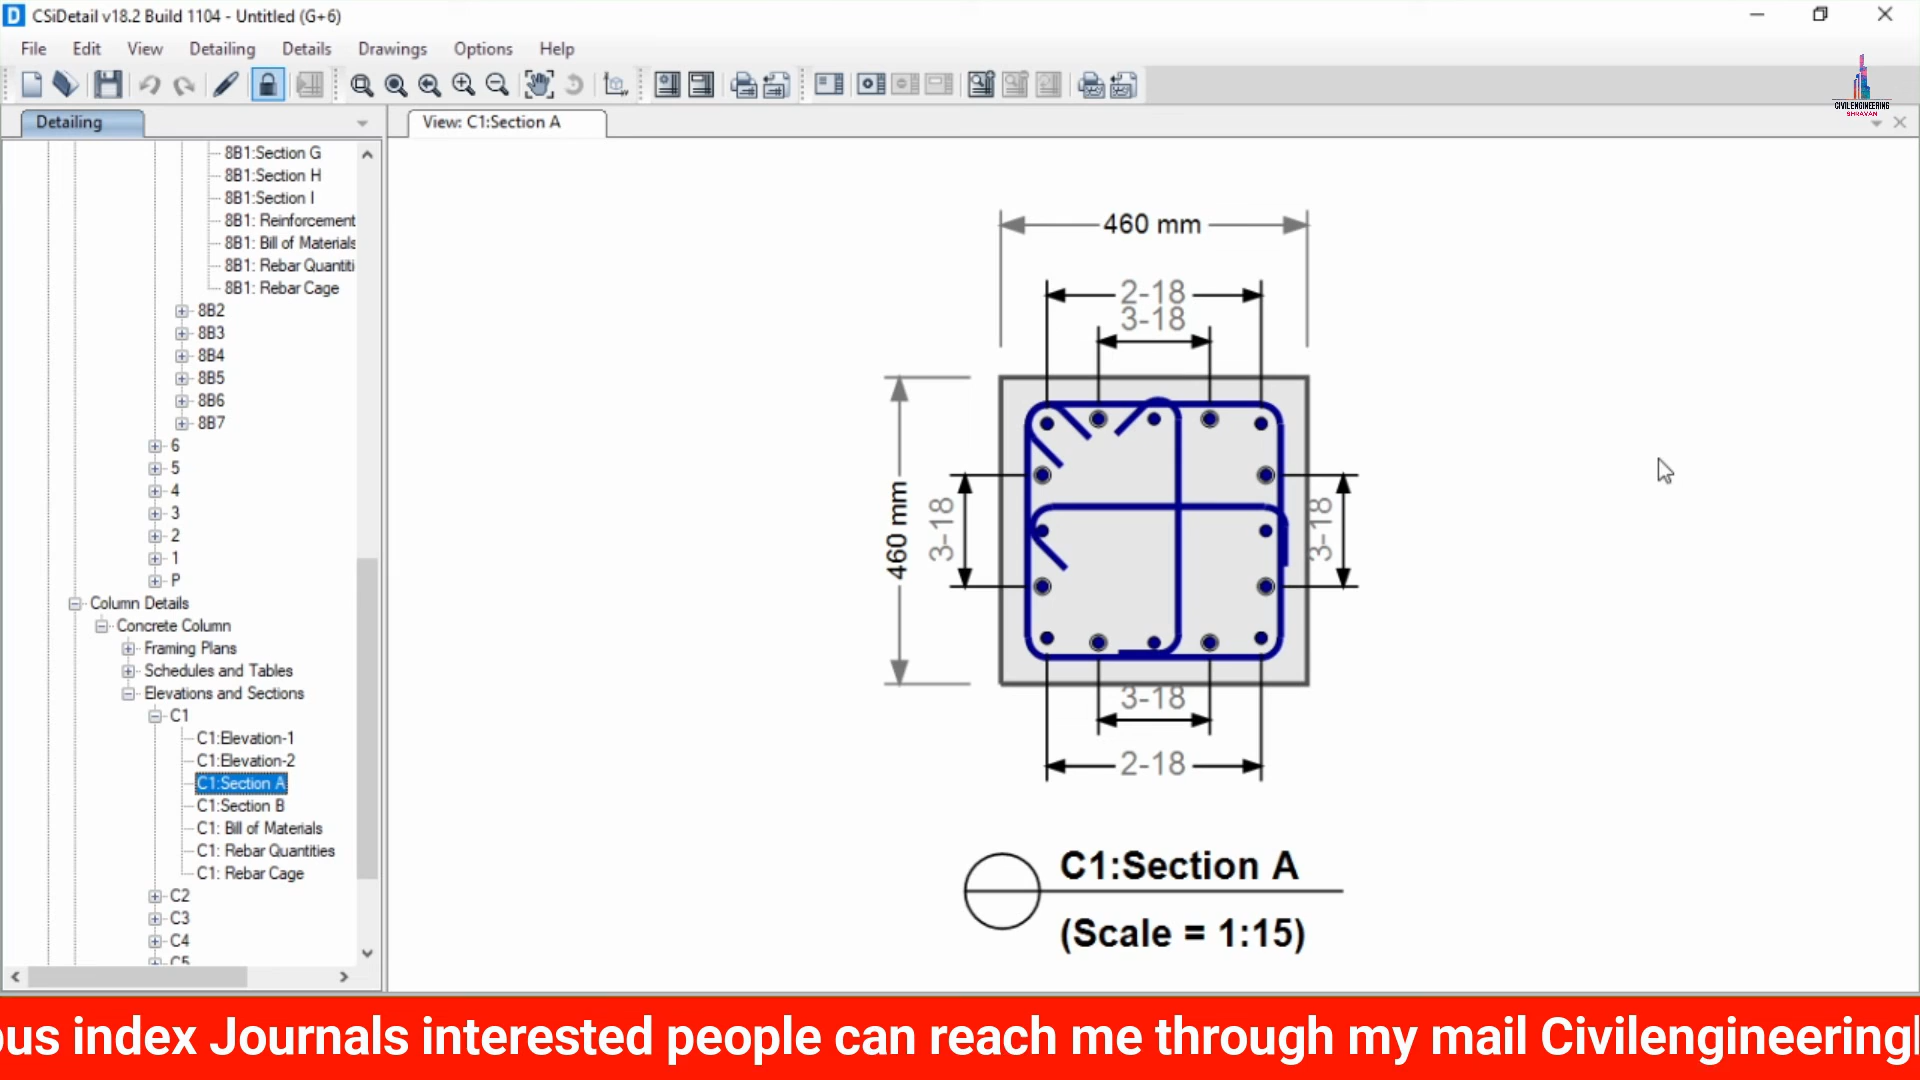 CSiDetail v18.2 Build 1104 - Untitled (G+6)
File Edit View Detailing Details Drawings Options Help
CIVILENGINEERING
SHRAVAN
Detailing
View: C1:Section A
8B1:Section G
8B1:Section H
8B1:Section I
8B1: Reinforcement
8B1: Bill of Materials
8B1: Rebar Quantiti
8B1: Rebar Cage
8B2
8B3
8B4
8B5
8B6
8B7
6
5
4
3
2
1
P
Column Details
Concrete Column
Framing Plans
Schedules and Tables
Elevations and Sections
C1
C1:Elevation-1
C1:Elevation-2
C1:Section A
C1:Section B
C1: Bill of Materials
C1: Rebar Quantities
C1: Rebar Cage
C2
C3
C4
C5
460 mm
2-18
3-18
460 mm
3-18
3-18
3-18
2-18
C1:Section A
(Scale = 1:15)
ous index Journals interested people can reach me through my mail Civilengineering